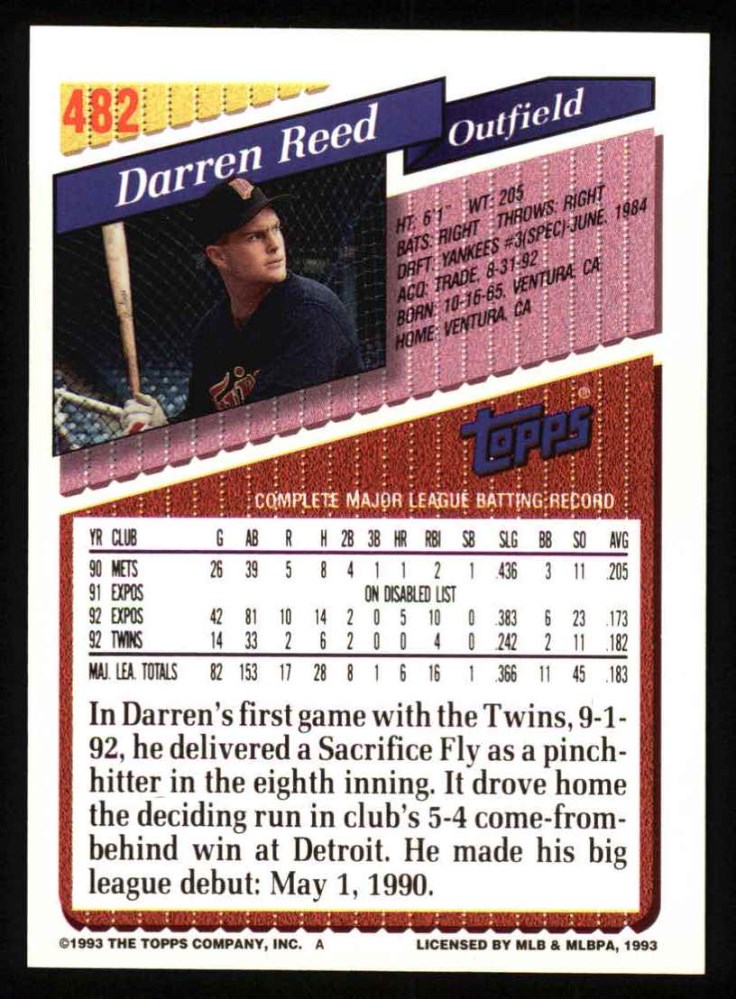 482
Darren Reed
Outfield
HT: 6'1" WT: 205
BATS: RIGHT THROWS: RIGHT
DRFT: YANKEES #3(SPEC)-JUNE, 1984
ACQ: TRADE, 8-31-92
BORN: 10-16-65, VENTURA, CA
HOME: VENTURA, CA
Twins
topps®
COMPLETE MAJOR LEAGUE BATTING RECORD
YR CLUB G AB R H 2B 3B HR RBI SB SLG BB SO AVG
90 METS 26 39 5 8 4 1 1 2 1 .436 3 11 .205
91 EXPOS ON DISABLED LIST
92 EXPOS 42 81 10 14 2 0 5 10 0 .383 6 23 .173
92 TWINS 14 33 2 6 2 0 0 4 0 .242 2 11 .182
MAJ. LEA. TOTALS 82 153 17 28 8 1 6 16 1 .366 11 45 .183
In Darren's first game with the Twins, 9-1-
92, he delivered a Sacrifice Fly as a pinch-
hitter in the eighth inning. It drove home
the deciding run in club's 5-4 come-from-
behind win at Detroit. He made his big
league debut: May 1, 1990.
©1993 THE TOPPS COMPANY, INC. A
LICENSED BY MLB & MLBPA, 1993